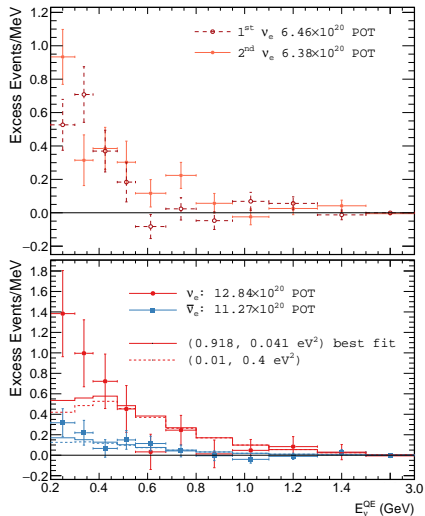 Excess Events/MeV
1.2
1.0
0.8
0.6
0.4
0.2
0.0
−0.2
1st νe 6.46×10^20 POT
2nd νe 6.38×10^20 POT
Excess Events/MeV
1.8
1.6
1.4
1.2
1.0
0.8
0.6
0.4
0.2
0.0
−0.2
νe: 12.84×10^20 POT
ν̅e: 11.27×10^20 POT
(0.918, 0.041 eV²) best fit
(0.01, 0.4 eV²)
0.2 0.4 0.6 0.8 1.0 1.2 1.4 3.0
Eν^QE (GeV)